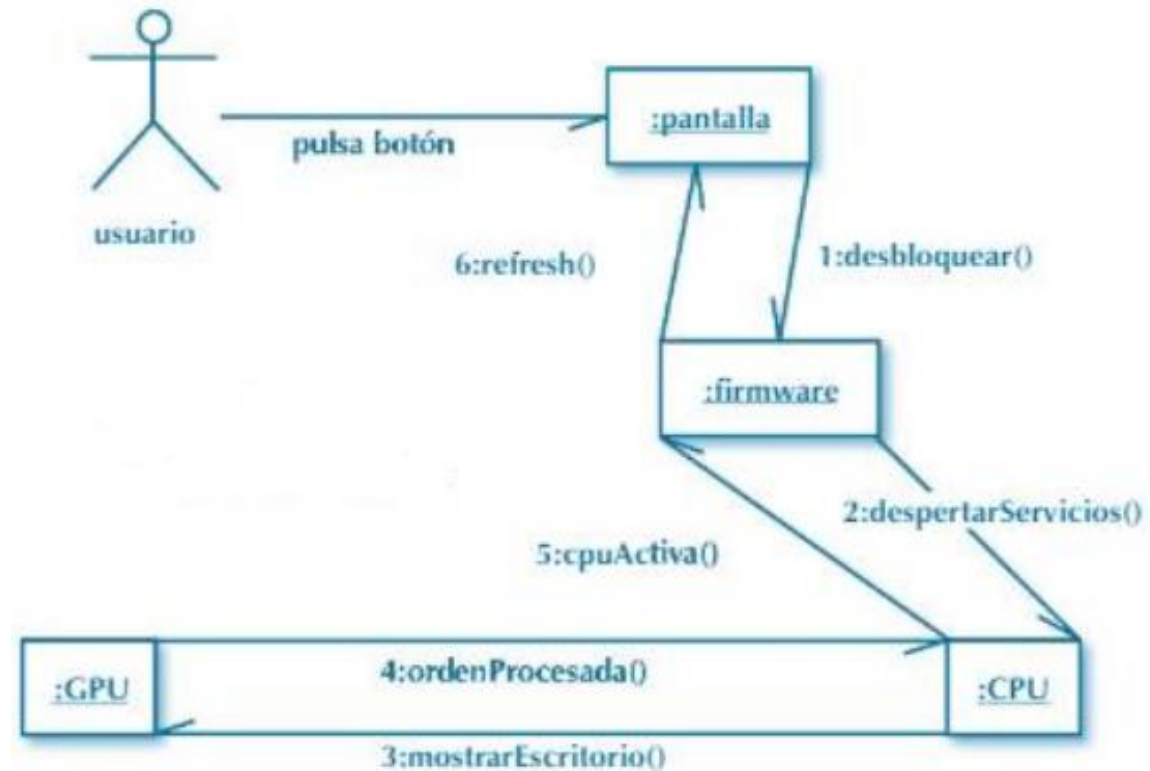 :pantalla
pulsa botón
usuario
6:refresh()
1:desbloquear()
:firmware
2:despertarServicios()
5:cpuActiva()
4:ordenProcesada()
:GPU
:CPU
3:mostrarEscritorio()